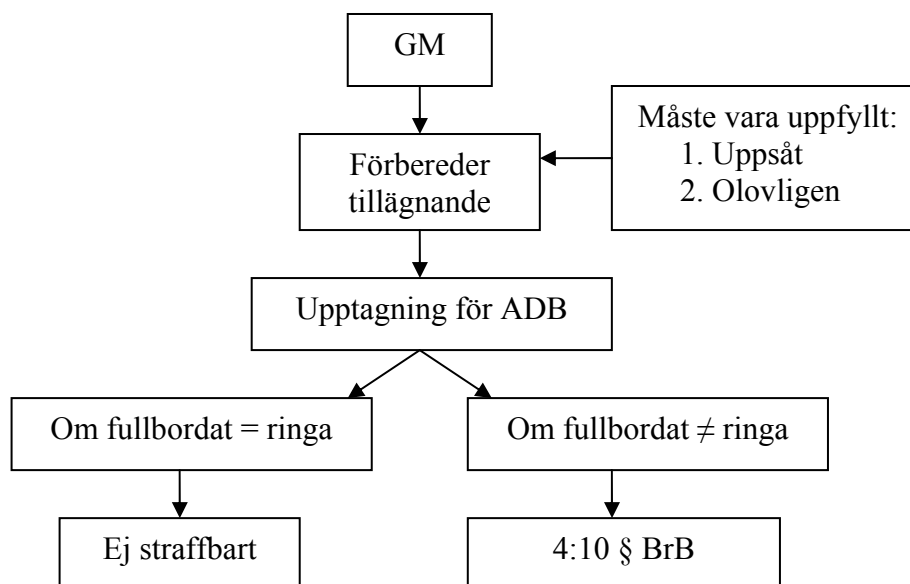 GM
Måste vara uppfyllt:
1. Uppsåt
2. Olovligen
Förbereder
tillägnande
Upptagning för ADB
Om fullbordat = ringa
Om fullbordat ≠ ringa
Ej straffbart
4:10 § BrB